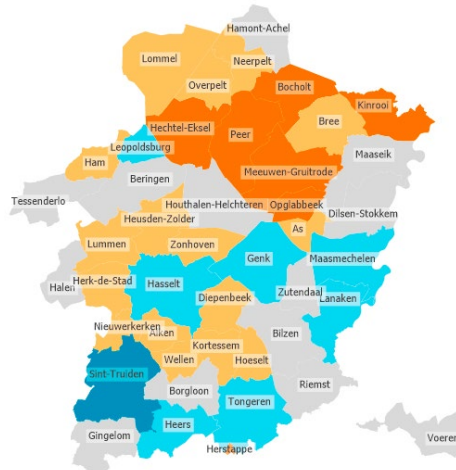 Hamont-Achel
Lommel
Neerpelt
Overpelt
Bocholt
Kinrooi
Hechtel-Eksel
Peer
Bree
Leopoldsburg
Maaseik
Ham
Meeuwen-Gruitrode
Beringen
Tessenderlo
Houthalen-Helchteren
Opglabbeek
Dilsen-Stokkem
Heusden-Zolder
As
Lummen
Zonhoven
Genk
Maasmechelen
Herk-de-Stad
Halen
Hasselt
Zutendaal
Diepenbeek
Lanaken
Nieuwerkerken
Alken
Bilzen
Kortessem
Wellen
Hoeselt
Sint-Truiden
Borgloon
Riemst
Tongeren
Heers
Gingelom
Voeren
Herstappe